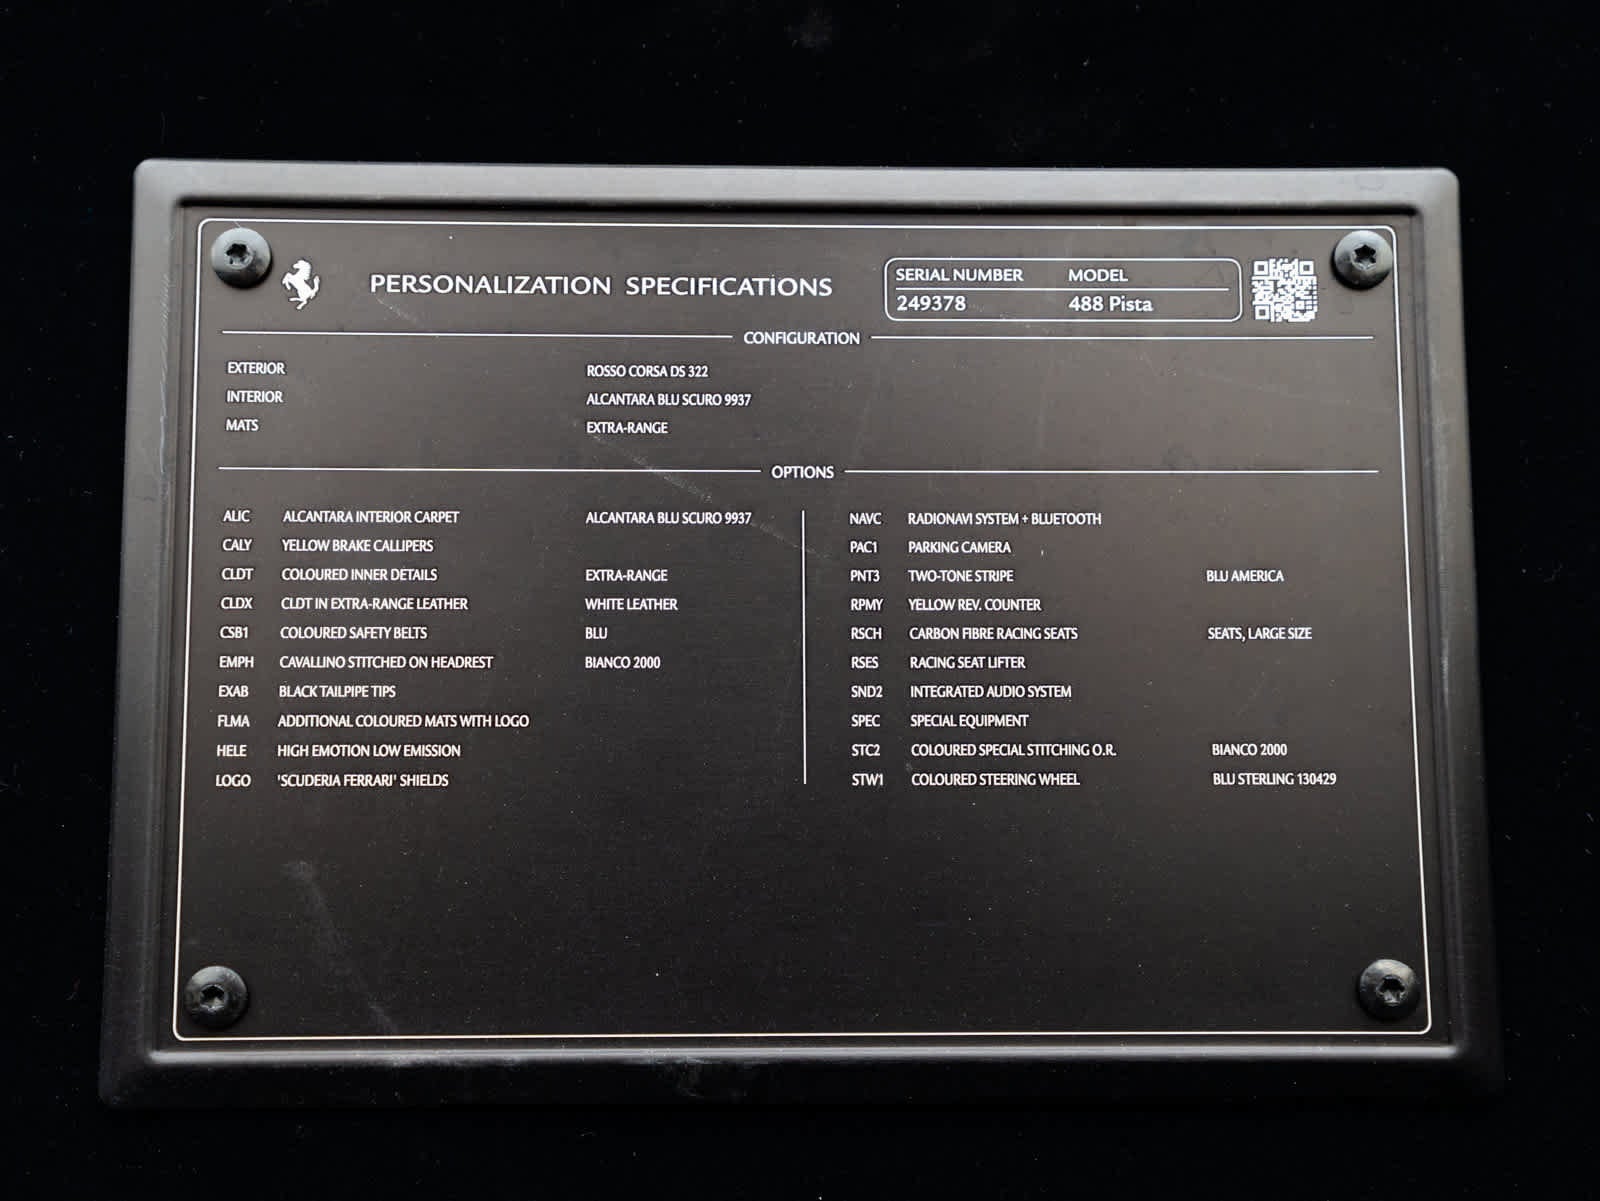 PERSONALIZATION SPECIFICATIONS
SERIAL NUMBER MODEL
249378 488 Pista
CONFIGURATION
EXTERIOR ROSSO CORSA DS 322
INTERIOR ALCANTARA BLU SCURO 9937
MATS EXTRA-RANGE
OPTIONS
ALIC ALCANTARA INTERIOR CARPET ALCANTARA BLU SCURO 9937
CALY YELLOW BRAKE CALLIPERS
CLDT COLOURED INNER DETAILS EXTRA-RANGE
CLDX CLDT IN EXTRA-RANGE LEATHER WHITE LEATHER
CSB1 COLOURED SAFETY BELTS BLU
EMPH CAVALLINO STITCHED ON HEADREST BIANCO 2000
EXAB BLACK TAILPIPE TIPS
FLMA ADDITIONAL COLOURED MATS WITH LOGO
HELE HIGH EMOTION LOW EMISSION
LOGO 'SCUDERIA FERRARI' SHIELDS
NAVC RADIONAVI SYSTEM + BLUETOOTH
PAC1 PARKING CAMERA
PNT3 TWO-TONE STRIPE BLU AMERICA
RPMY YELLOW REV. COUNTER
RSCH CARBON FIBRE RACING SEATS SEATS, LARGE SIZE
RSES RACING SEAT LIFTER
SND2 INTEGRATED AUDIO SYSTEM
SPEC SPECIAL EQUIPMENT
STC2 COLOURED SPECIAL STITCHING O.R. BIANCO 2000
STW1 COLOURED STEERING WHEEL BLU STERLING 130429